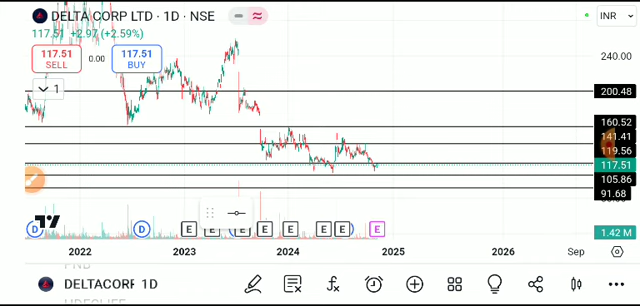 DELTA CORP LTD · 1D · NSE
INR
117.51 +2.97 (+2.59%)
117.51
SELL
0.00
117.51
BUY
1
240.00
200.48
160.52
141.41
119.56
117.51
105.86
91.68
1.42 M
D
D
E
E
E
E
E
E
E
E
2022
2023
2024
2025
2026
Sep
DELTACORP 1D